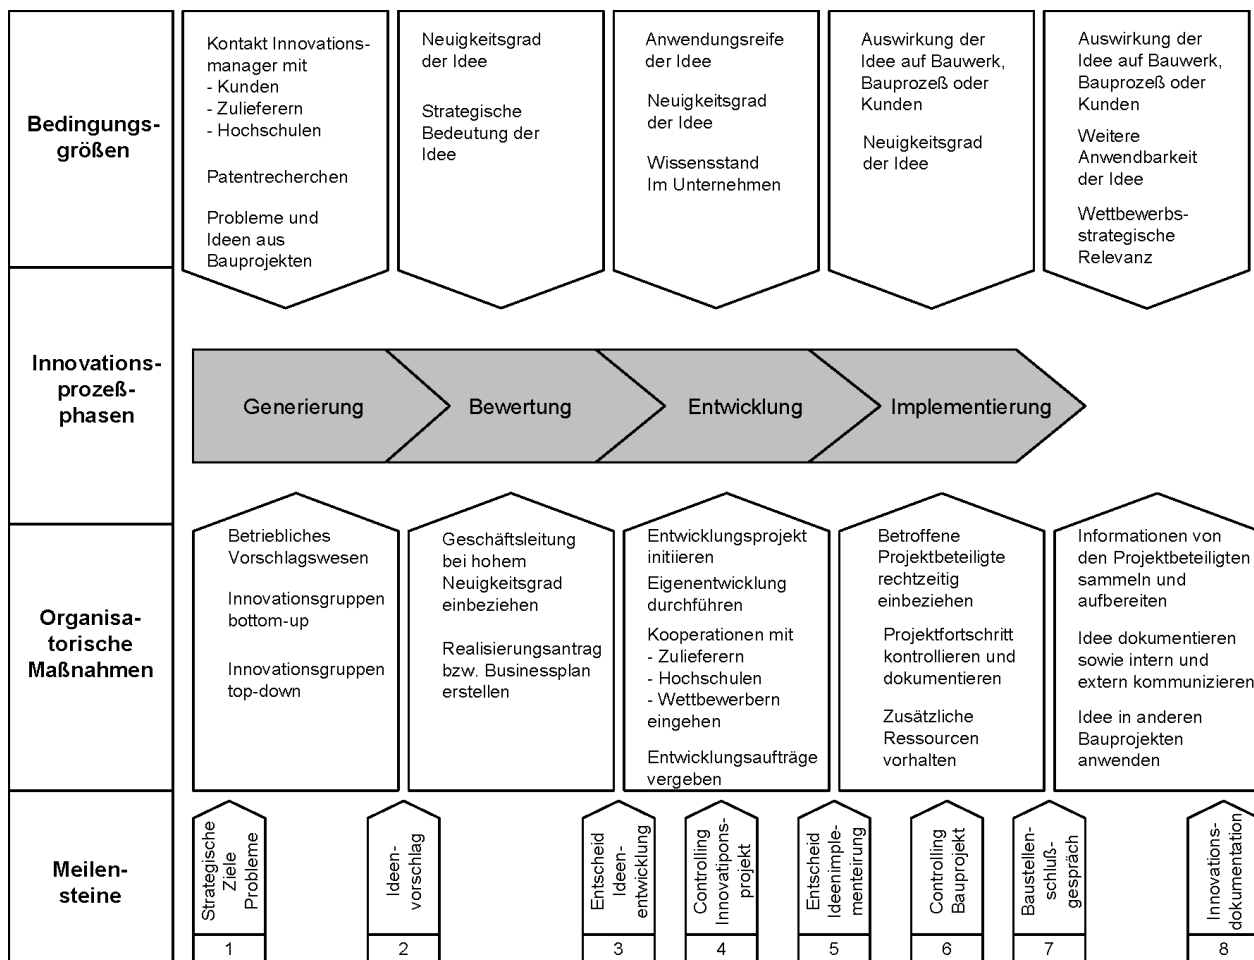 Bedingungs-
größen
Kontakt Innovations-
manager mit
- Kunden
- Zulieferern
- Hochschulen
Patentrecherchen
Probleme und
Ideen aus
Bauprojekten
Neuigkeitsgrad
der Idee
Strategische
Bedeutung der
Idee
Anwendungsreife
der Idee
Neuigkeitsgrad
der Idee
Wissensstand
Im Unternehmen
Auswirkung der
Idee auf Bauwerk,
Bauprozeß oder
Kunden
Neuigkeitsgrad
der Idee
Auswirkung der
Idee auf Bauwerk,
Bauprozeß oder
Kunden
Weitere
Anwendbarkeit
der Idee
Wettbewerbs-
strategische
Relevanz
Innovations-
prozeß-
phasen
Generierung
Bewertung
Entwicklung
Implementierung
Organisa-
torische
Maßnahmen
Betriebliches
Vorschlagswesen
Innovationsgruppen
bottom-up
Innovationsgruppen
top-down
Geschäftsleitung
bei hohem
Neuigkeitsgrad
einbeziehen
Realisierungsantrag
bzw. Businessplan
erstellen
Entwicklungsprojekt
initiieren
Eigenentwicklung
durchführen
Kooperationen mit
- Zulieferern
- Hochschulen
- Wettbewerbern
eingehen
Entwicklungsaufträge
vergeben
Betroffene
Projektbeteiligte
rechtzeitig
einbeziehen
Projektfortschritt
kontrollieren und
dokumentieren
Zusätzliche
Ressourcen
vorhalten
Informationen von
den Projektbeteiligten
sammeln und
aufbereiten
Idee dokumentieren
sowie intern und
extern kommunizieren
Idee in anderen
Bauprojekten
anwenden
Meilen-
steine
Strategische
Ziele
Probleme
1
Ideen-
vorschlag
2
Entscheid
Ideen-
entwicklung
3
Controlling
Innovatipons-
projekt
4
Entscheid
Ideenimple-
menteirung
5
Controlling
Bauprojekt
6
Baustellen-
schluß-
gespräch
7
Innovations-
dokumentation
8